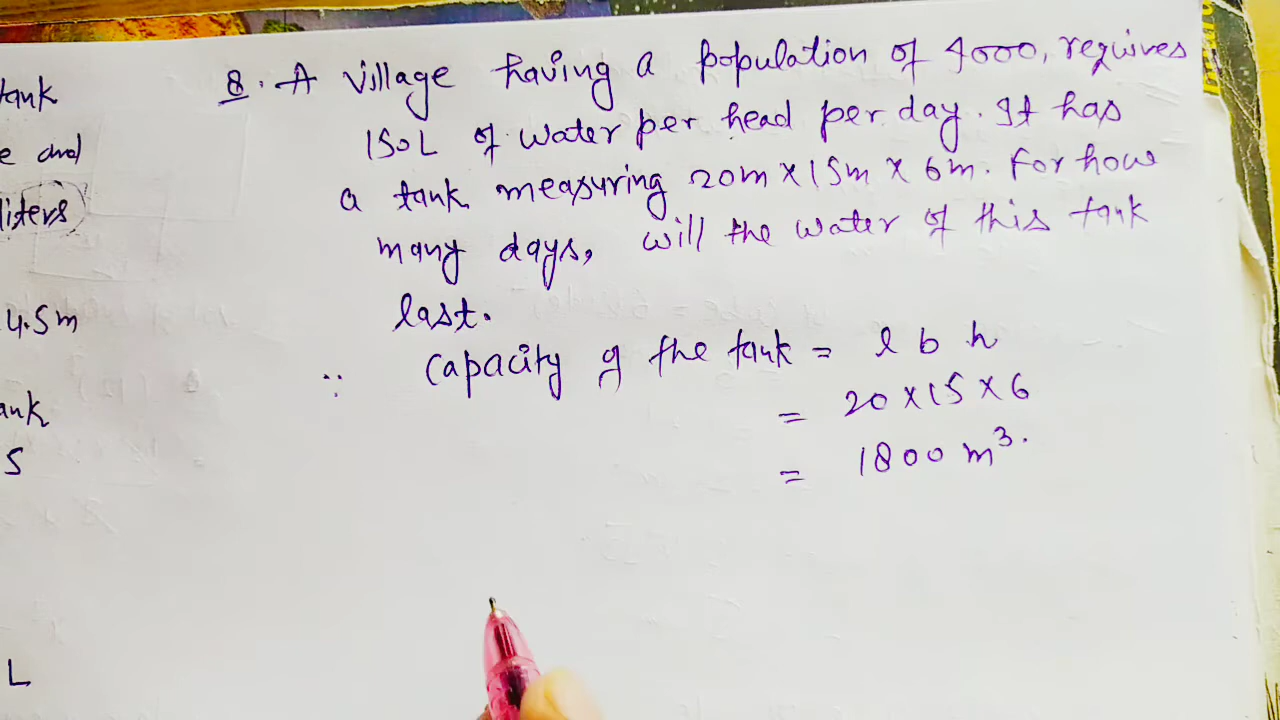 tank
e and
liters
4.5m
ank
S
L
8. A village having a population of 4000, requires
150L of water per head per day. It has
a tank measuring 20m x 15m x 6m. For how
many days, will the water of this tank
last.
∵ Capacity of the tank = l b h
= 20 x 15 x 6
= 1800 m³.